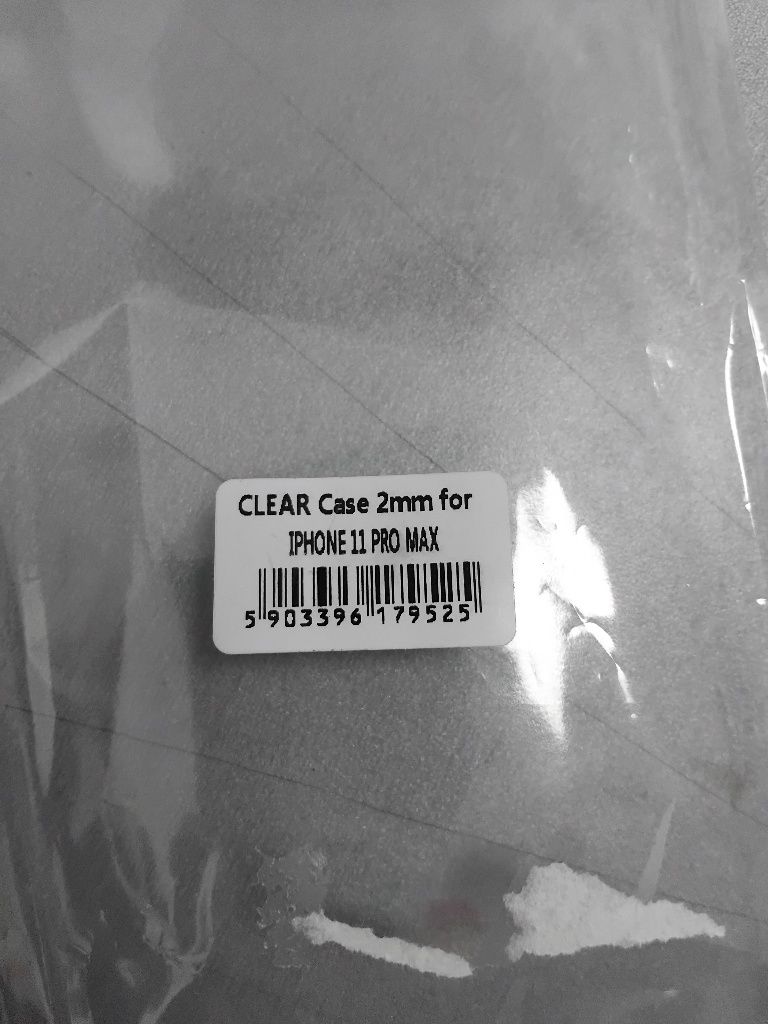 CLEAR Case 2mm for
IPHONE 11 PRO MAX
5 903396 179525